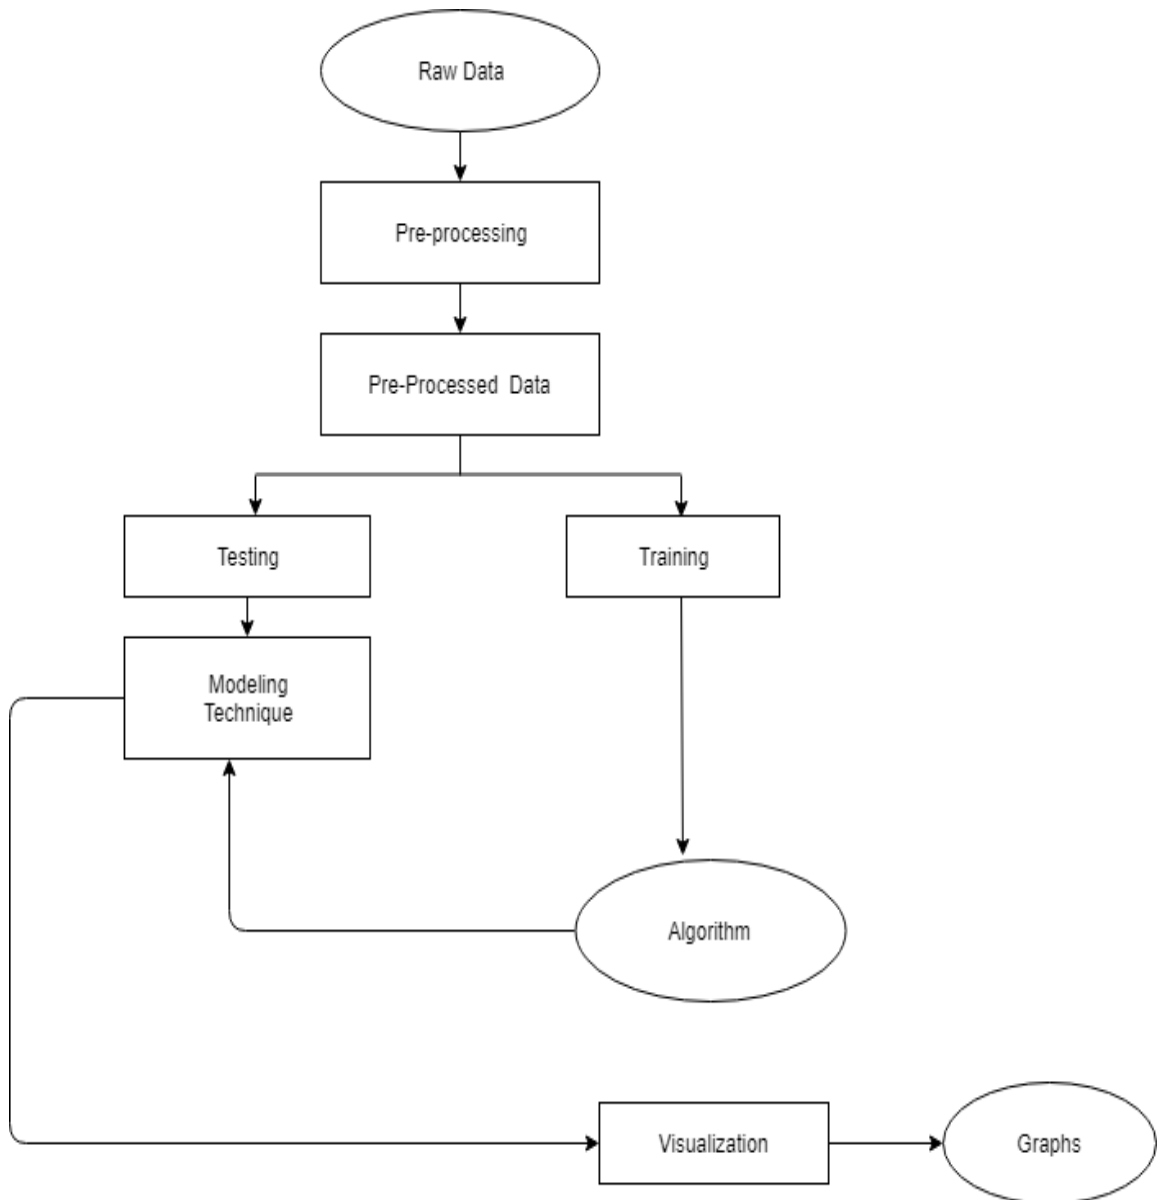 Raw Data
Pre-processing
Pre-Processed Data
Testing
Training
Modeling
Technique
Algorithm
Visualization
Graphs